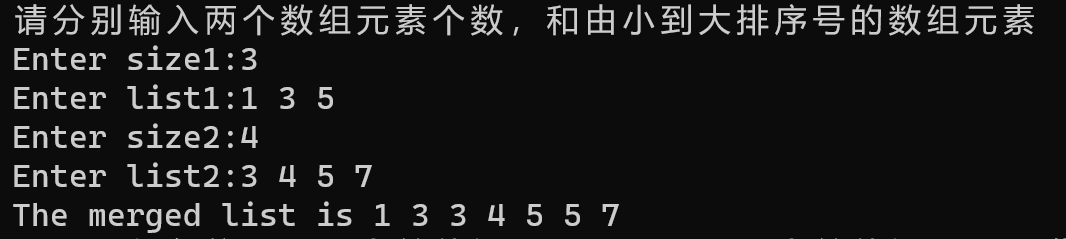 请分别输入两个数组元素个数，和由小到大排序号的数组元素
Enter size1:3
Enter list1:1 3 5
Enter size2:4
Enter list2:3 4 5 7
The merged list is 1 3 3 4 5 5 7